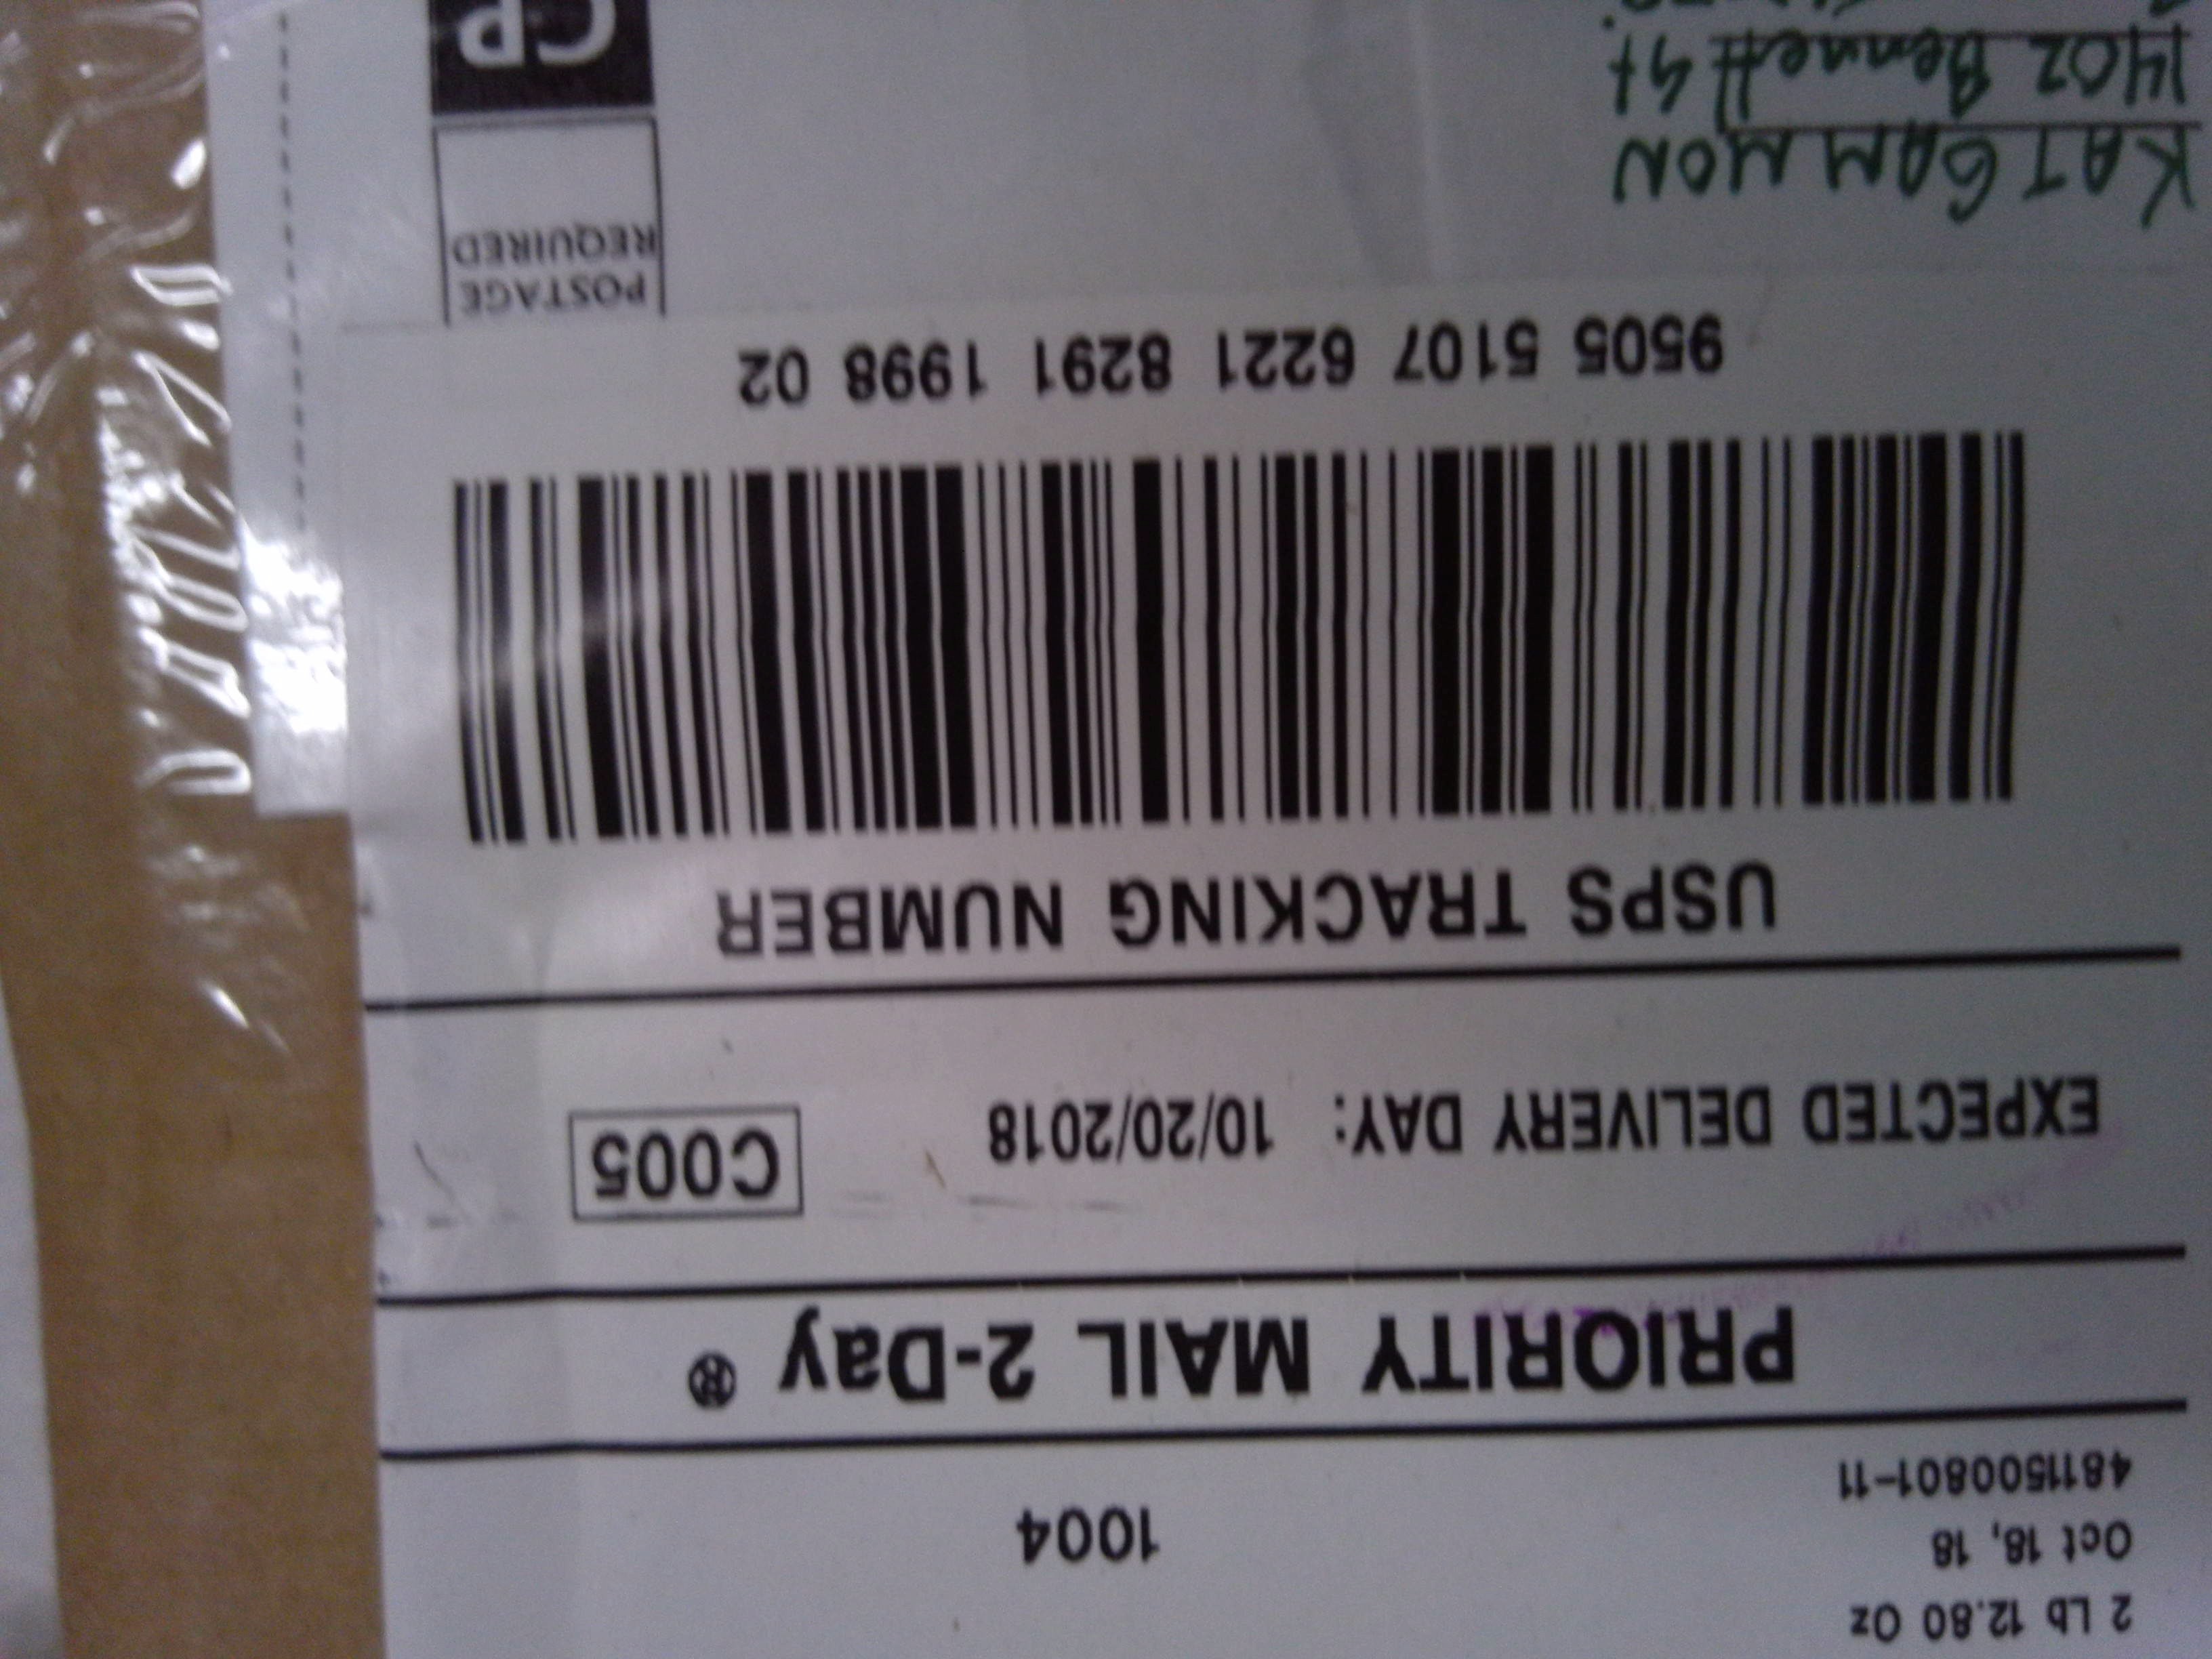 2 Lb 12.80 Oz
Oct 18, 18
4811500801-11
1004
PRIORITY MAIL 2-Day ®
EXPECTED DELIVERY DAY: 10/20/2018
C005
USPS TRACKING NUMBER
9505 5107 6221 8291 1998 02
POSTAGE
REQUIRED
KAT GAMMON
1402 Bennett St
CP